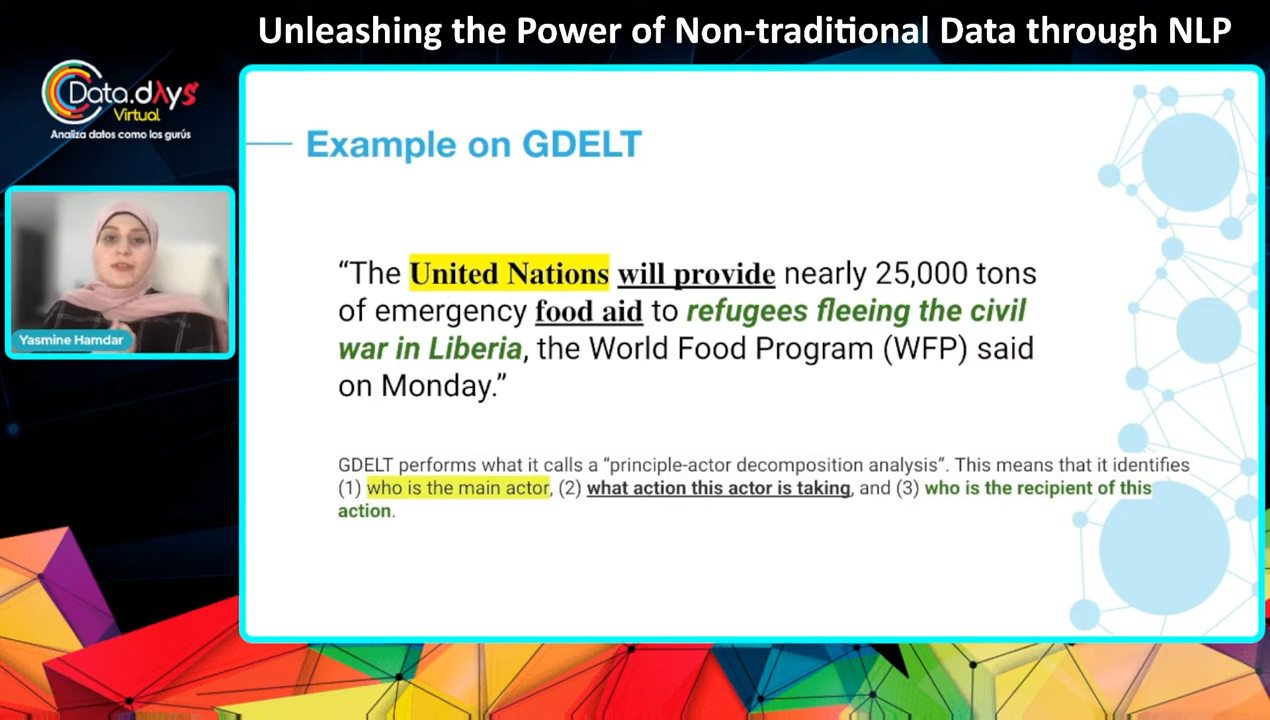 Unleashing the Power of Non-traditional Data through NLP
Data.dλys
Virtual
Analiza datos como los gurús
Yasmine Hamdar
Example on GDELT
“The United Nations will provide nearly 25,000 tons
of emergency food aid to refugees fleeing the civil
war in Liberia, the World Food Program (WFP) said
on Monday.”
GDELT performs what it calls a “principle-actor decomposition analysis”. This means that it identifies
(1) who is the main actor, (2) what action this actor is taking, and (3) who is the recipient of this
action.